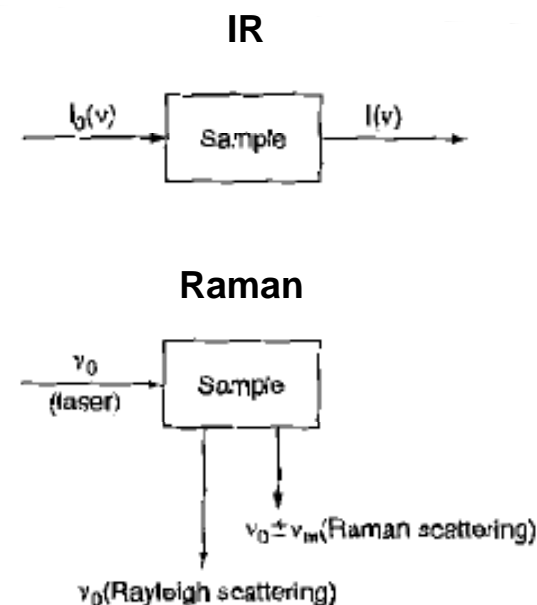 IR
I₀(ν) Sample I(ν)
Raman
ν₀
(laser)
Sample
ν₀ ± νₘ(Raman scattering)
ν₀(Rayleigh scattering)